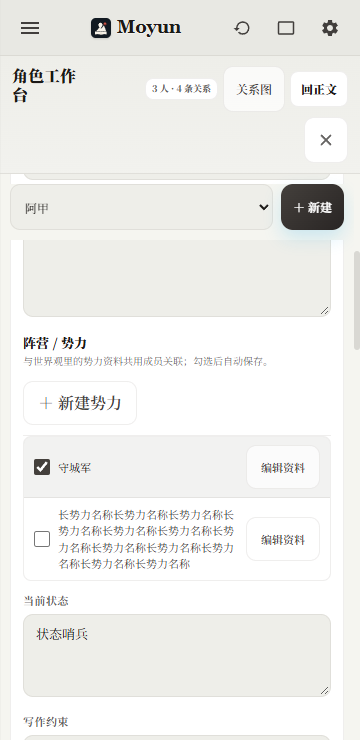 Moyun
角色工作
台
3 人 · 4 条关系
关系图
回正文
阿甲
＋ 新建
阵营 / 势力
与世界观里的势力资料共用成员关联；勾选后自动保存。
＋ 新建势力
守城军
编辑资料
长势力名称长势力名称长势力名称长
势力名称长势力名称长势力名称长势
力名称长势力名称长势力名称长势力
名称长势力名称长势力名称
编辑资料
当前状态
状态哨兵
写作约束